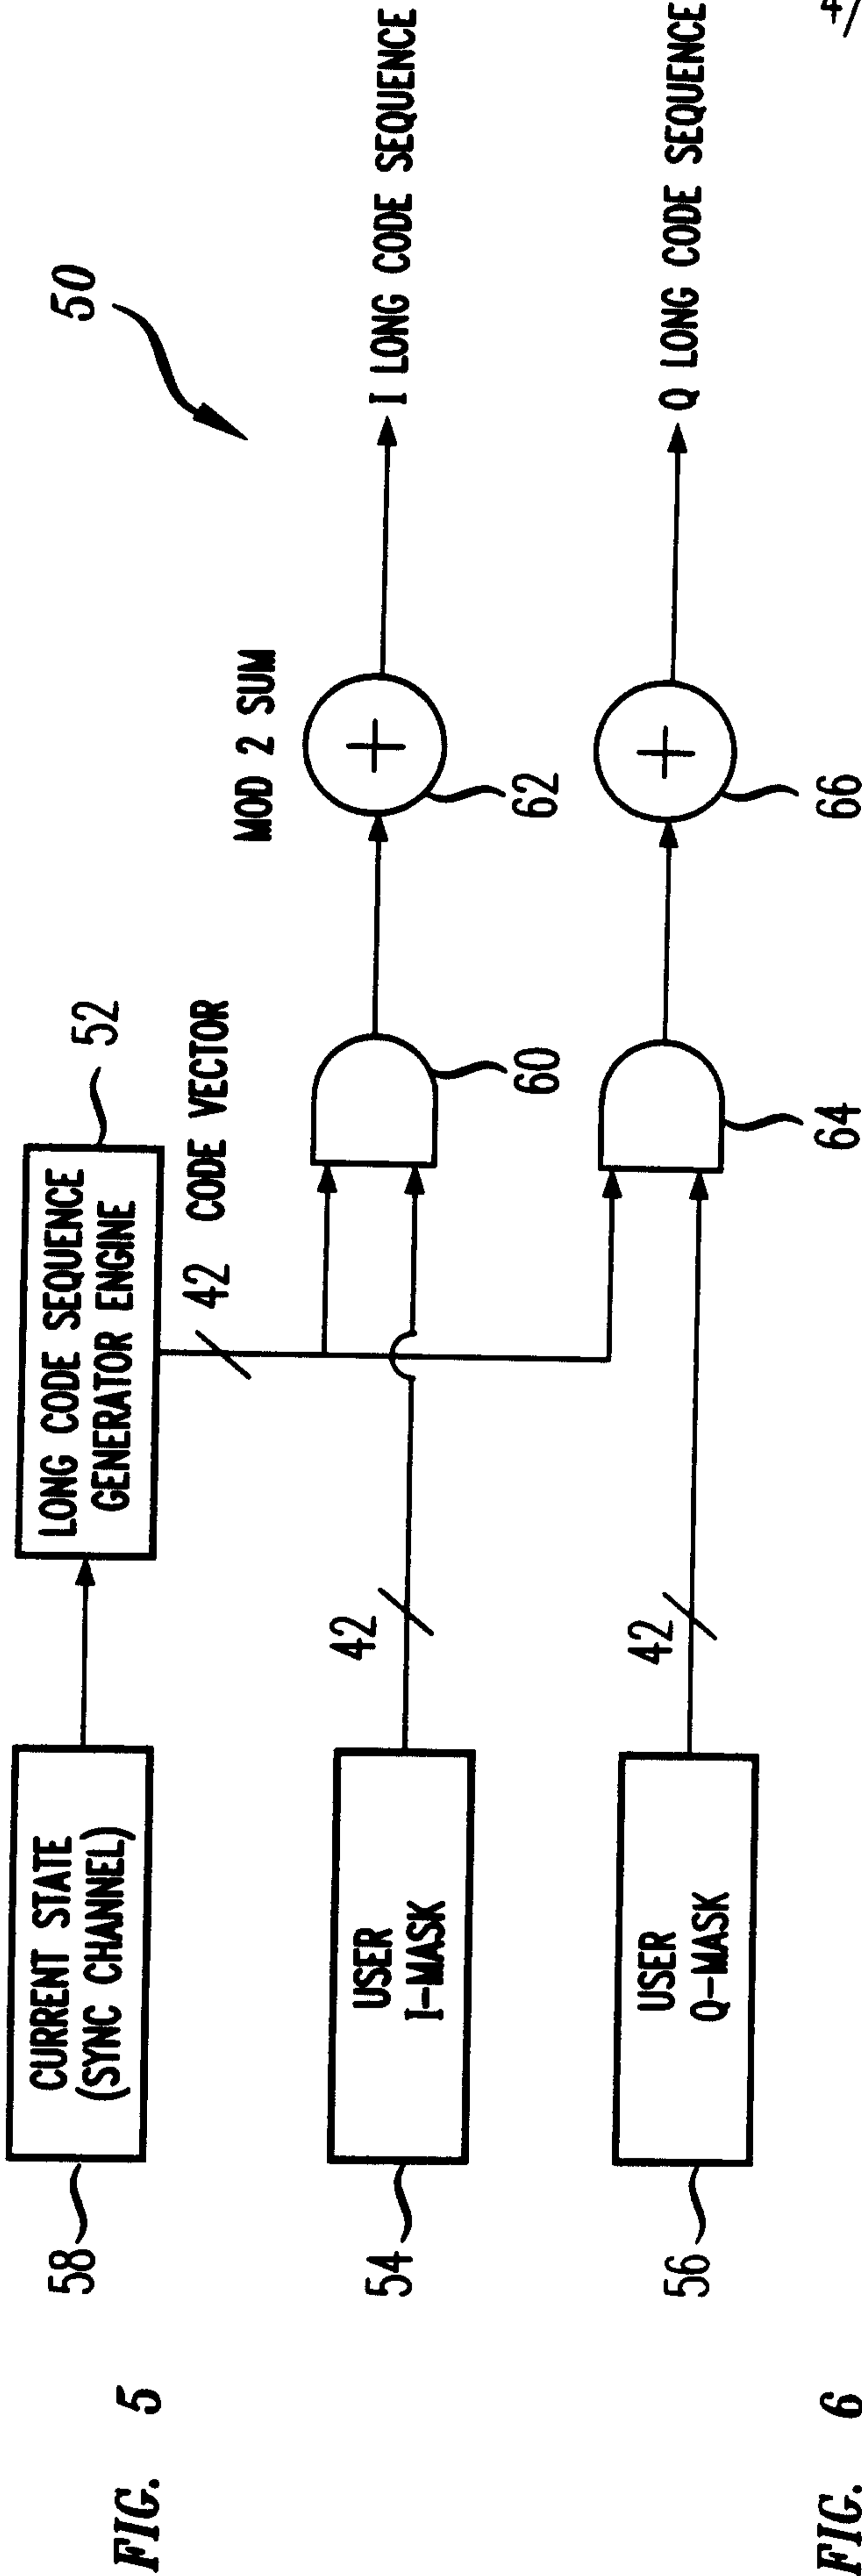 4/
FIG. 5
50
58
CURRENT STATE
(SYNC CHANNEL)
LONG CODE SEQUENCE
GENERATOR ENGINE
52
42 CODE VECTOR
MOD 2 SUM
54
USER
I-MASK
42
60
62
I LONG CODE SEQUENCE
56
USER
Q-MASK
42
64
66
Q LONG CODE SEQUENCE
FIG. 6